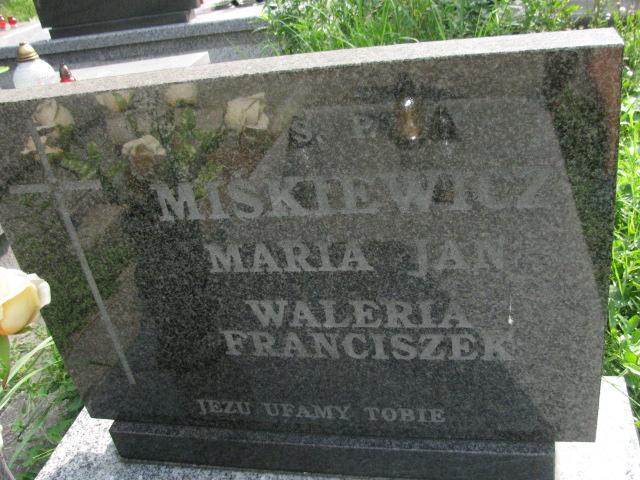 MIŚKIEWICZ
MARIA JAN
WALERIA
FRANCISZEK
JEZU UFAMY TOBIE